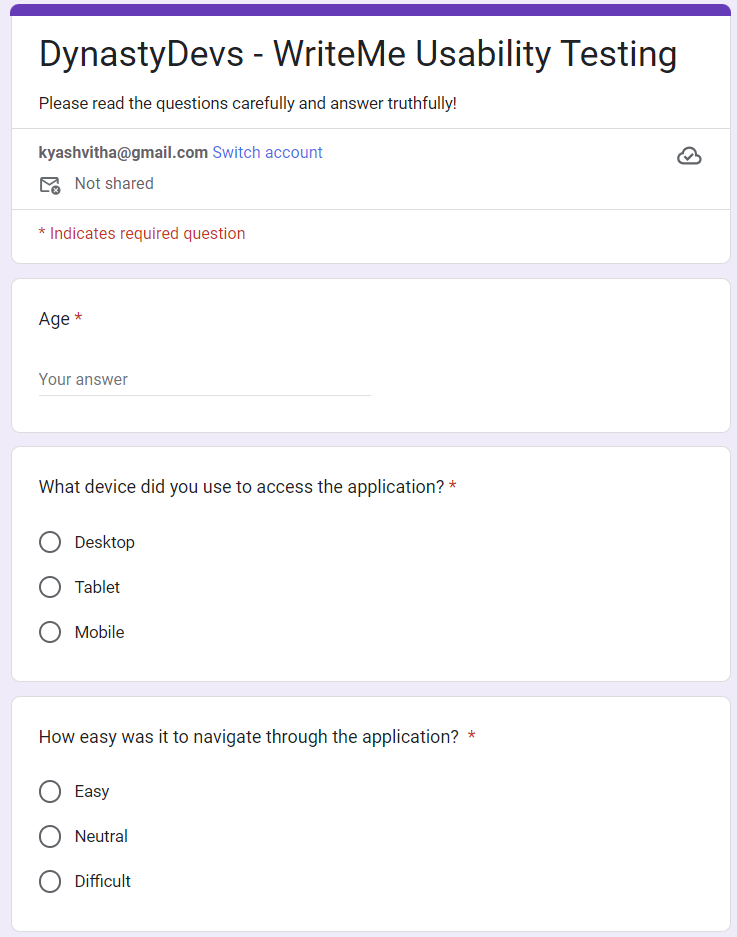 DynastyDevs - WriteMe Usability Testing
Please read the questions carefully and answer truthfully!
kyashvitha@gmail.com Switch account
Not shared
* Indicates required question
Age *
Your answer
What device did you use to access the application? *
Desktop
Tablet
Mobile
How easy was it to navigate through the application? *
Easy
Neutral
Difficult